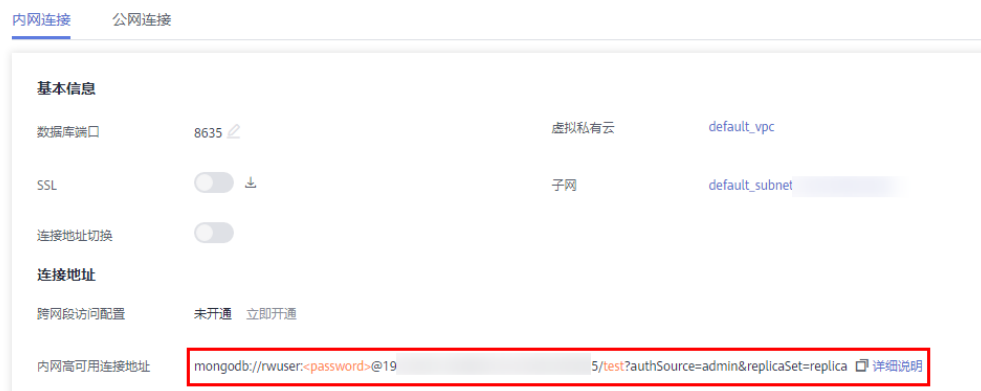 内网连接 公网连接
基本信息
数据库端口 8635 虚拟私有云 default_vpc
SSL 子网 default_subnet
连接地址切换
连接地址
跨网段访问配置 未开通 立即开通
内网高可用连接地址 mongodb://rwuser:<password>@19 5/test?authSource=admin&replicaSet=replica 详细说明